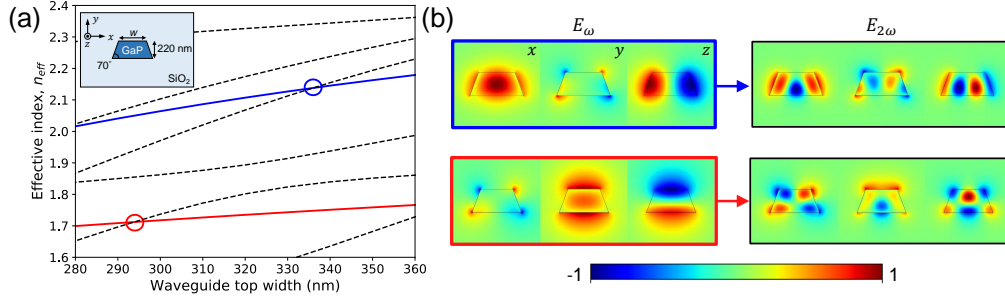 (a)
y
z
x
w
GaP
220 nm
70°
SiO₂
Effective index, n_eff
2.4
2.3
2.2
2.1
2.0
1.9
1.8
1.7
1.6
280 290 300 310 320 330 340 350 360
Waveguide top width (nm)
(b)
E_ω
E_2ω
x y z
-1 1